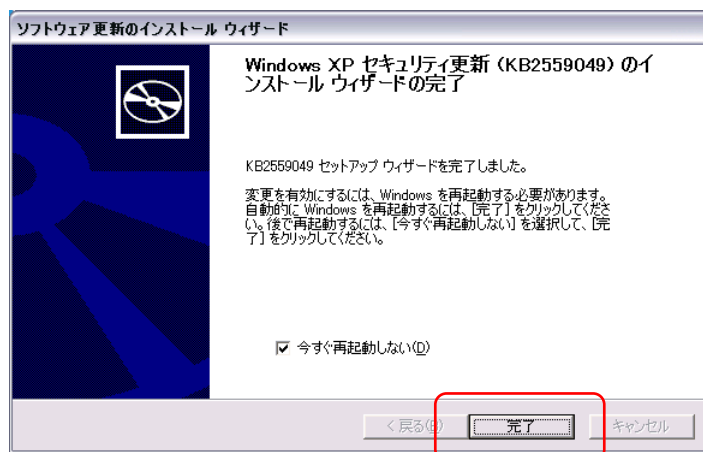 ソフトウェア更新のインストール ウィザード
Windows XP セキュリティ更新 (KB2559049) のイ
ンストール ウィザードの完了
KB2559049 セットアップ ウィザードを完了しました。
変更を有効にするには、Windows を再起動する必要があります。
自動的に Windows を再起動するには、[完了] をクリックしてくださ
い。後で再起動するには、[今すぐ再起動しない] を選択して、[完
了] をクリックしてください。
今すぐ再起動しない(D)
< 戻る(B) 完了 キャンセル